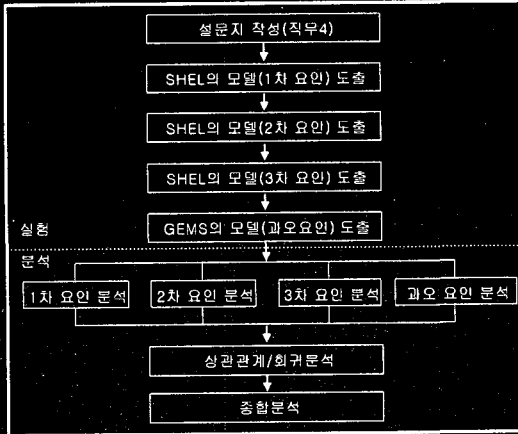 설문지 작성(직무4)
SHEL의 모델(1차 요인) 도출
SHEL의 모델(2차 요인) 도출
SHEL의 모델(3차 요인) 도출
GEMS의 모델(과오요인) 도출
실험
분석
1차 요인 분석
2차 요인 분석
3차 요인 분석
과오 요인 분석
상관관계/회귀분석
종합분석